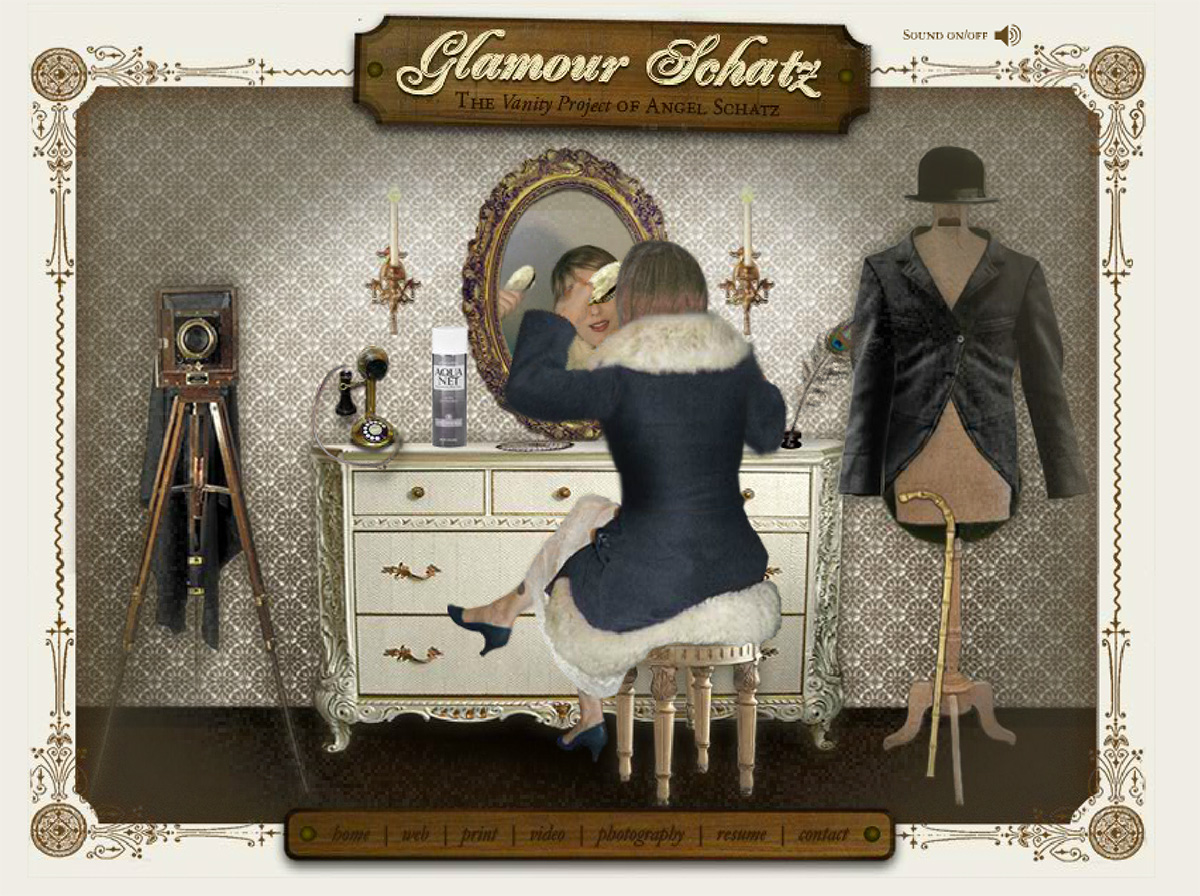 Glamour Schatz
The Vanity Project of Angel Schatz
Sound on/off
AQUA
NET
home | web | print | video | photography | resume | contact